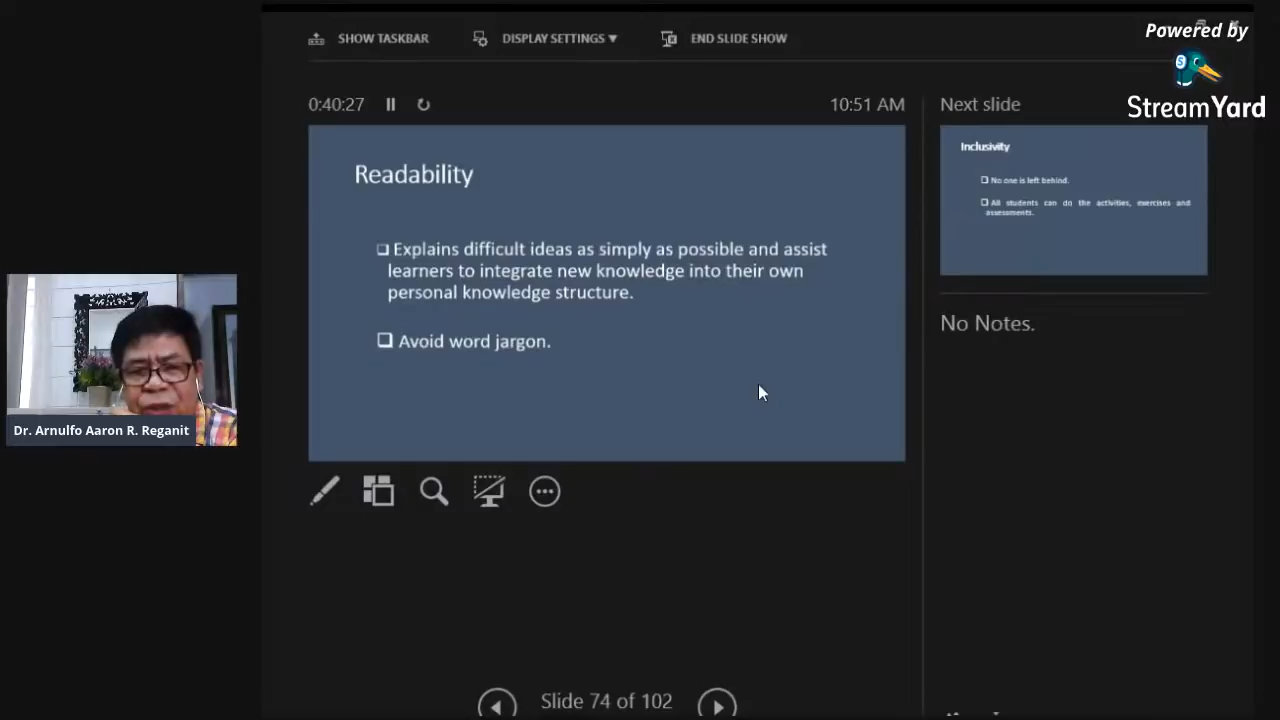 SHOW TASKBAR
DISPLAY SETTINGS ▼
END SLIDE SHOW
Powered by
StreamYard
0:40:27
10:51 AM
Next slide
Readability
❑ Explains difficult ideas as simply as possible and assist
learners to integrate new knowledge into their own
personal knowledge structure.
❑ Avoid word jargon.
Inclusivity
❑ No one is left behind.
❑ All students can do the activities, exercises and
assessments.
No Notes.
Dr. Arnulfo Aaron R. Reganit
Slide 74 of 102